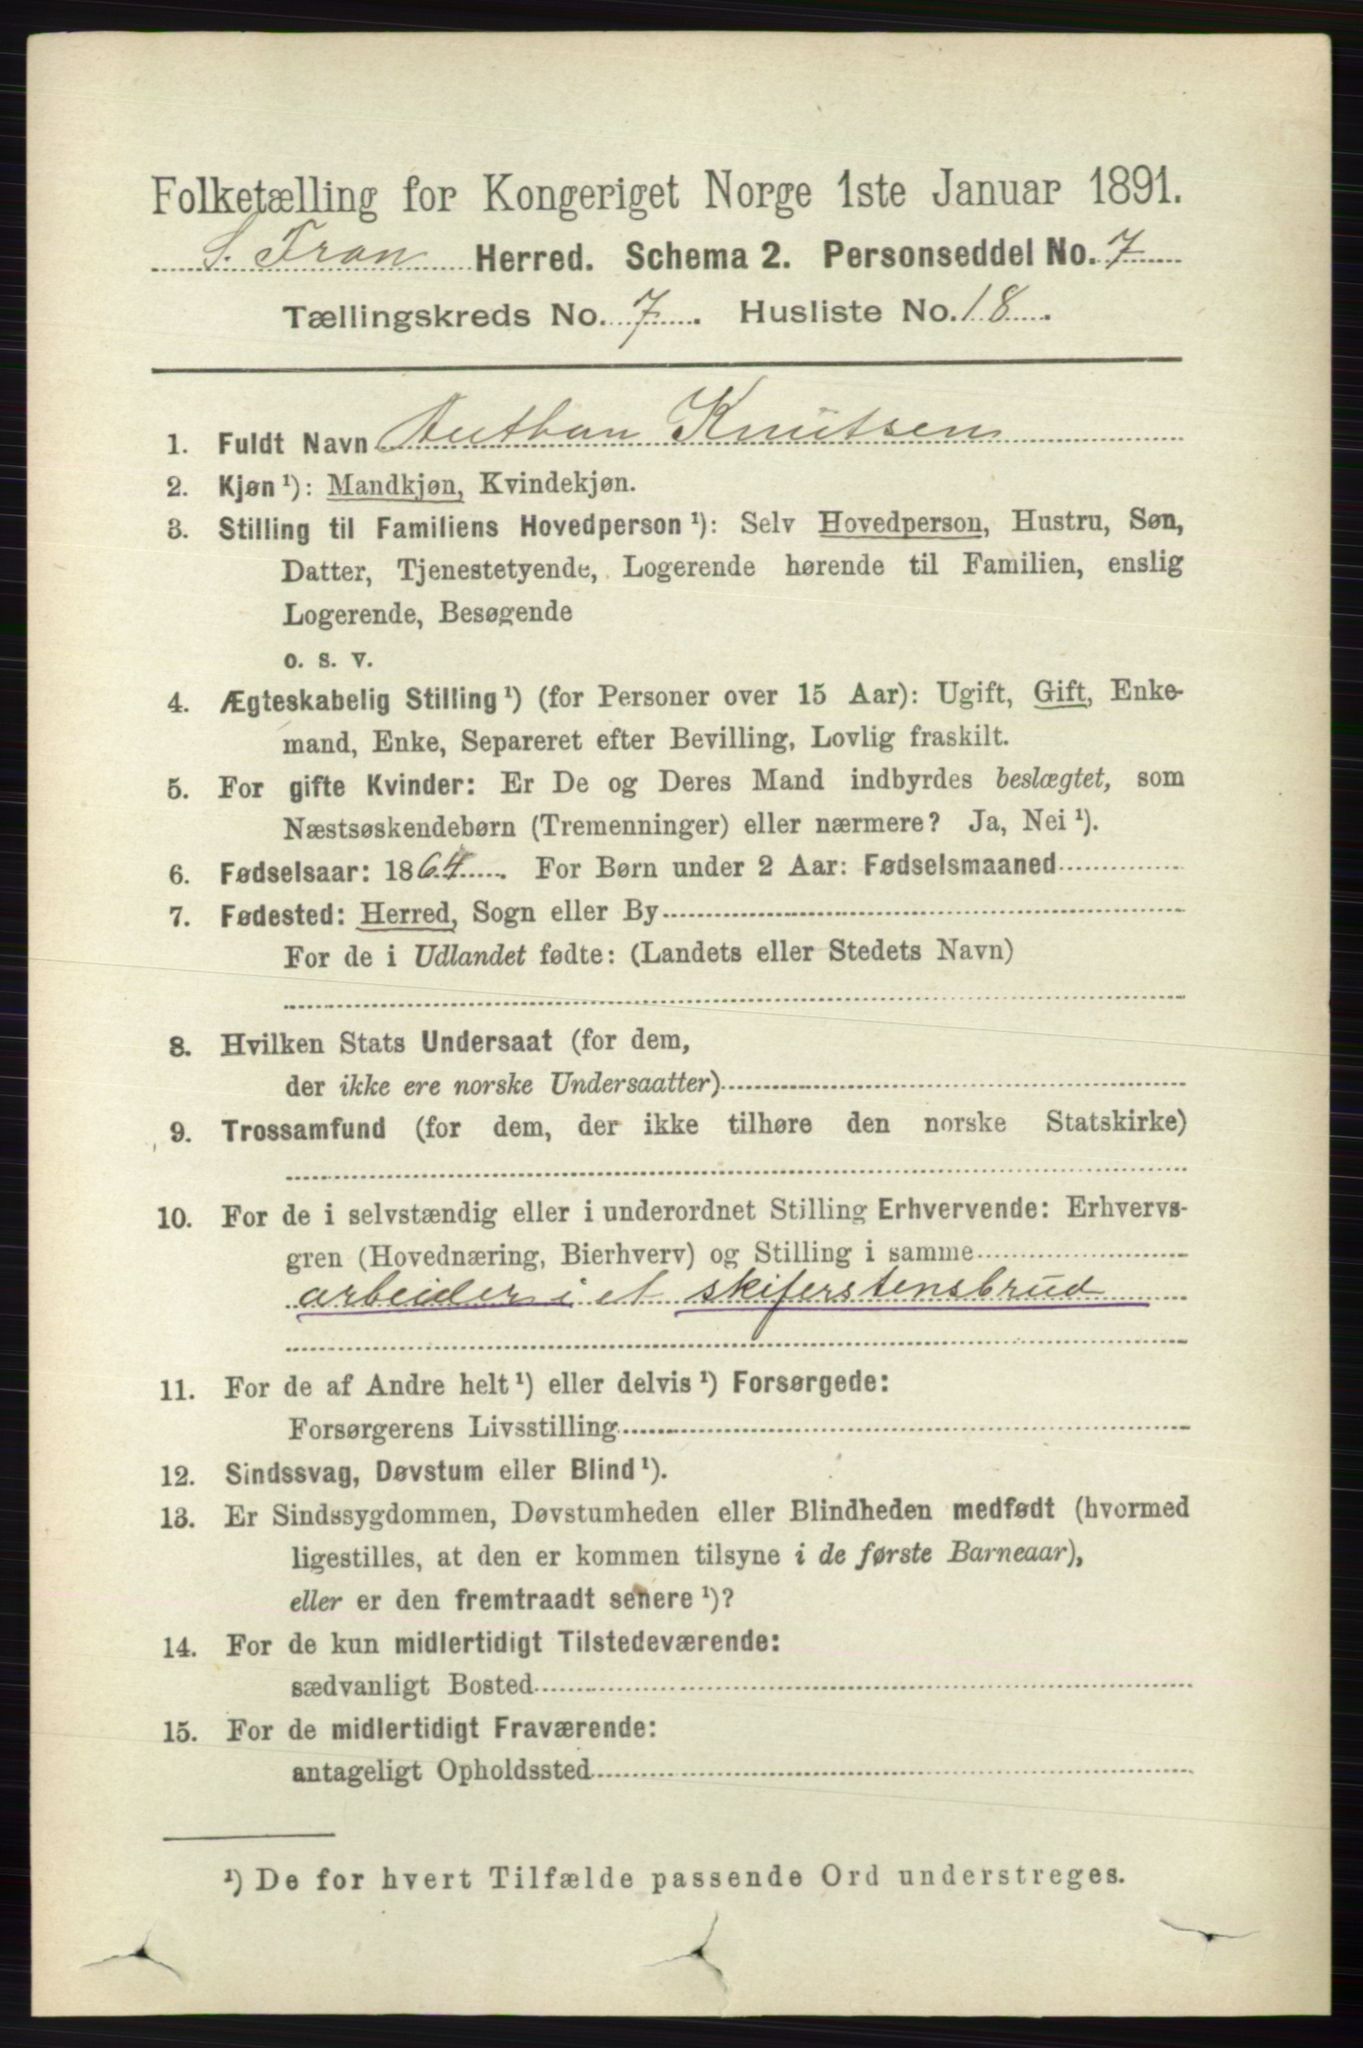 Folketælling for Kongeriget Norge 1ste Januar 1891.
S. Fron Herred. Schema 2. Personseddel No. 7
Tællingskreds No. 7. Husliste No. 18.
1. Fuldt Navn Authun Knutsen
2. Kjøn ¹): Mandkjøn, Kvindekjøn.
3. Stilling til Familiens Hovedperson ¹): Selv Hovedperson, Hustru, Søn,
Datter, Tjenestetyende, Logerende hørende til Familien, enslig
Logerende, Besøgende
o. s. v.
4. Ægteskabelig Stilling ¹) (for Personer over 15 Aar): Ugift, Gift, Enke-
mand, Enke, Separeret efter Bevilling, Lovlig fraskilt.
5. For gifte Kvinder: Er De og Deres Mand indbyrdes beslægtet, som
Næstsøskendebørn (Tremenninger) eller nærmere? Ja, Nei ¹).
6. Fødselsaar: 1864. For Børn under 2 Aar: Fødselsmaaned
7. Fødested: Herred, Sogn eller By
For de i Udlandet fødte: (Landets eller Stedets Navn)
8. Hvilken Stats Undersaat (for dem,
der ikke ere norske Undersaatter)
9. Trossamfund (for dem, der ikke tilhøre den norske Statskirke)
10. For de i selvstændig eller i underordnet Stilling Erhvervende: Erhvervs-
gren (Hovednæring, Bierhverv) og Stilling i samme
arbeider i et skiferstensbrud
11. For de af Andre helt ¹) eller delvis ¹) Forsørgede:
Forsørgerens Livsstilling
12. Sindssvag, Døvstum eller Blind ¹).
13. Er Sindssygdommen, Døvstumheden eller Blindheden medfødt (hvormed
ligestilles, at den er kommen tilsyne i de første Barneaar),
eller er den fremtraadt senere ¹)?
14. For de kun midlertidigt Tilstedeværende:
sædvanligt Bosted
15. For de midlertidigt Fraværende:
antageligt Opholdssted
¹) De for hvert Tilfælde passende Ord understreges.